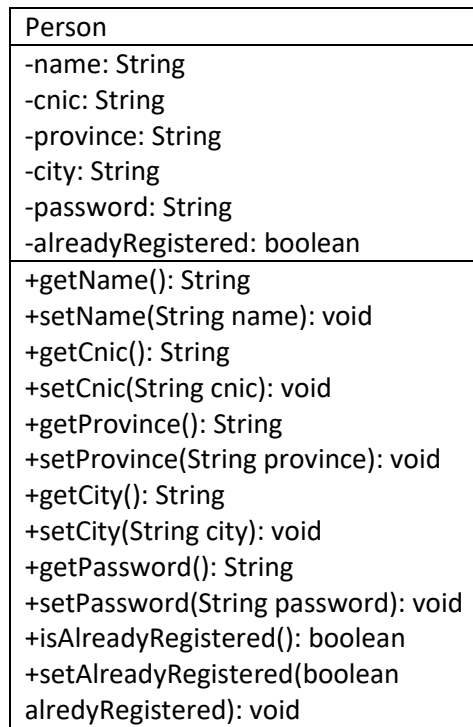 Person
-name: String
-cnic: String
-province: String
-city: String
-password: String
-alreadyRegistered: boolean
+getName(): String
+setName(String name): void
+getCnic(): String
+setCnic(String cnic): void
+getProvince(): String
+setProvince(String province): void
+getCity(): String
+setCity(String city): void
+getPassword(): String
+setPassword(String password): void
+isAlreadyRegistered(): boolean
+setAlreadyRegistered(boolean
alredyRegistered): void